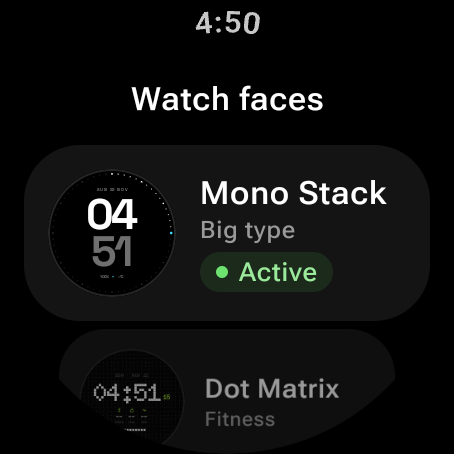 4:50
Watch faces
04
51
Mono Stack
Big type
Active
04:51
Dot Matrix
Fitness